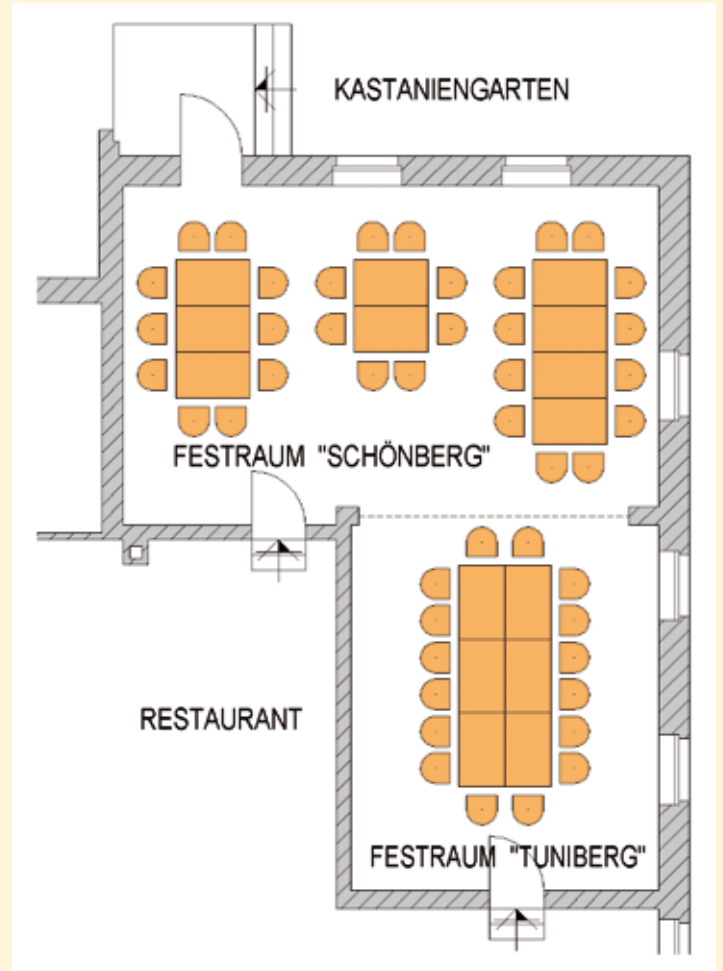 KASTANIENGARTEN
FESTRAUM "SCHÖNBERG"
RESTAURANT
FESTRAUM "TUNIBERG"